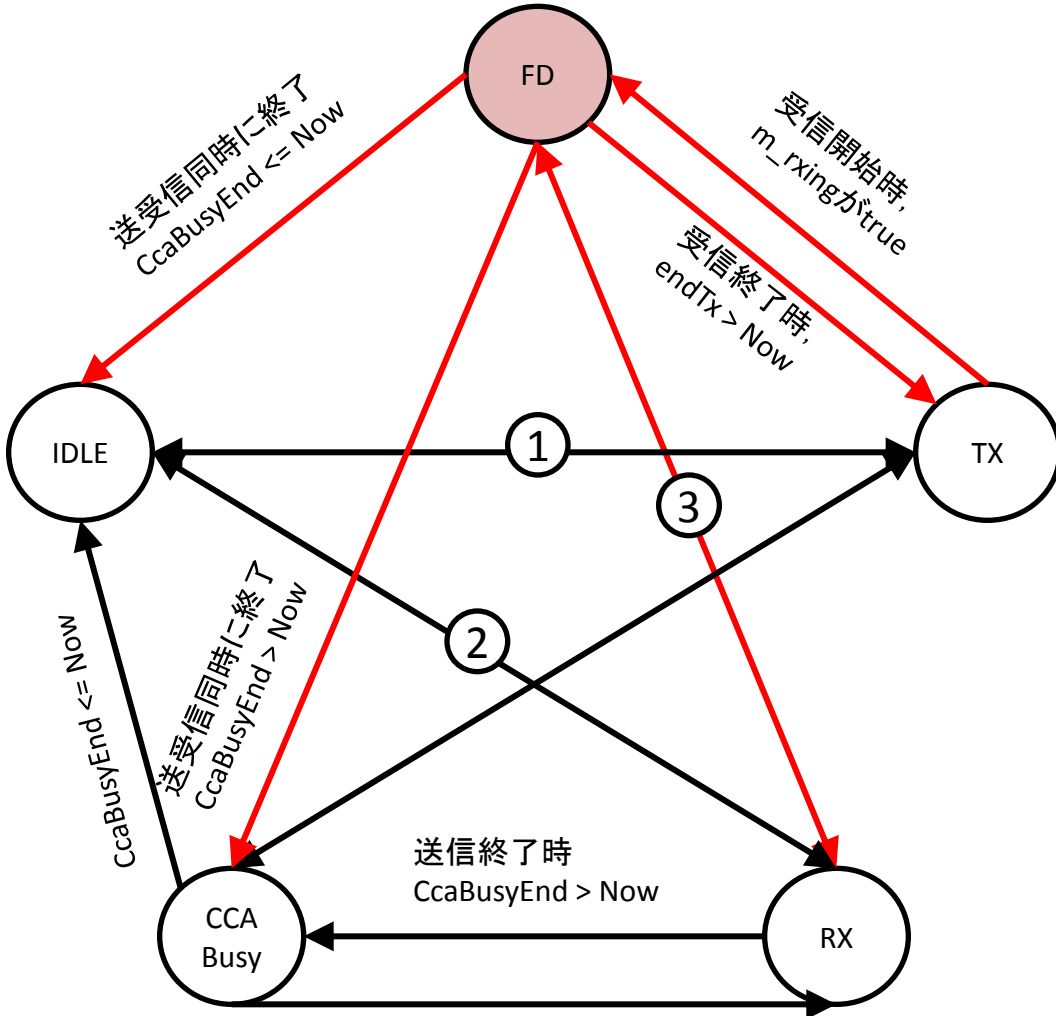 FD
送受信同時に終了
CcaBusyEnd <= Now
受信開始時,
m_rxingがtrue
受信終了時,
endTx > Now
IDLE
1
TX
3
送受信同時に終了
CcaBusyEnd > Now
2
CcaBusyEnd <= Now
送信終了時
CcaBusyEnd > Now
CCA
Busy
RX